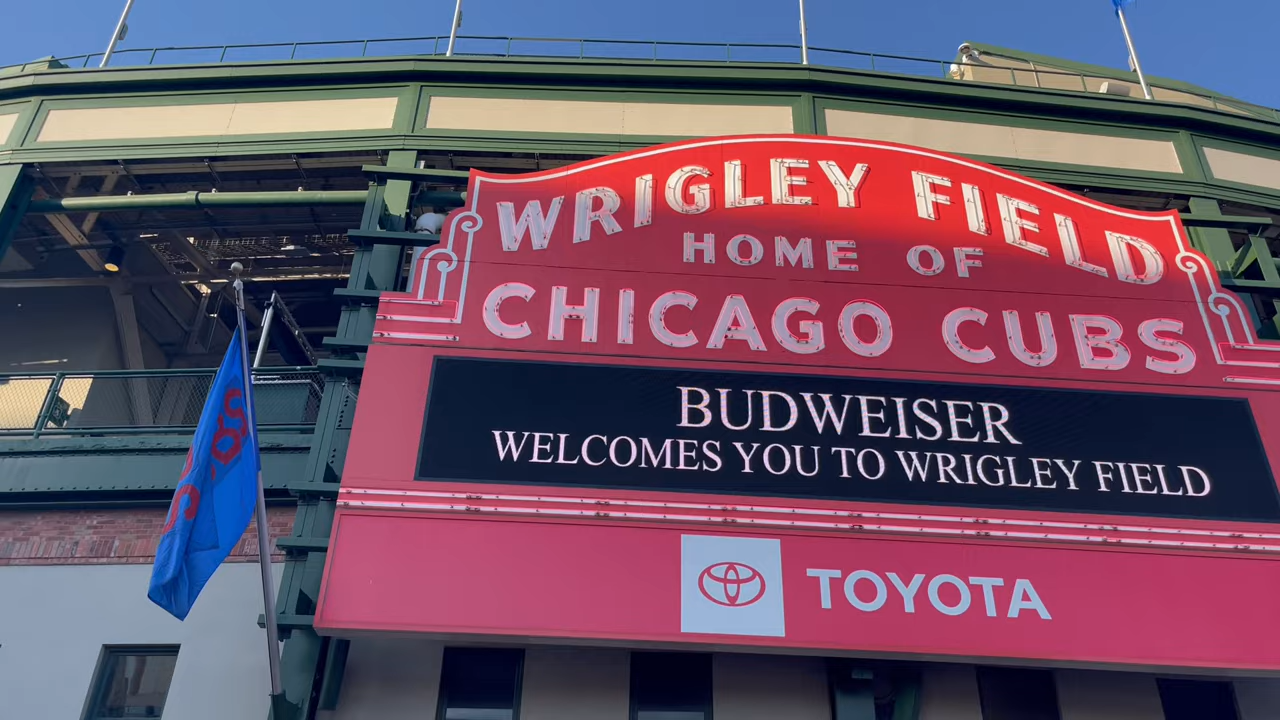 WRIGLEY FIELD
HOME OF
CHICAGO CUBS
BUDWEISER
WELCOMES YOU TO WRIGLEY FIELD
TOYOTA